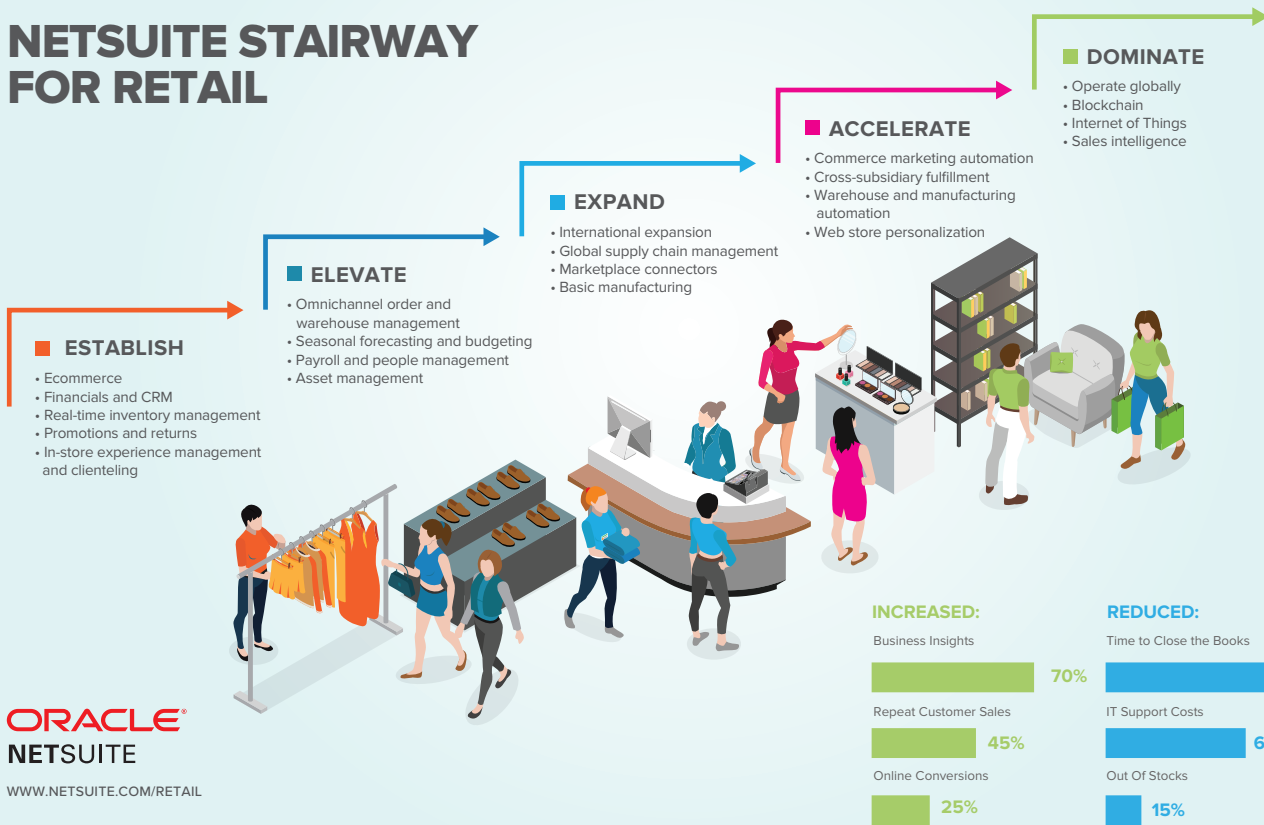 NETSUITE STAIRWAY
FOR RETAIL
ESTABLISH
• Ecommerce
• Financials and CRM
• Real-time inventory management
• Promotions and returns
• In-store experience management
and clienteling
ELEVATE
• Omnichannel order and
warehouse management
• Seasonal forecasting and budgeting
• Payroll and people management
• Asset management
EXPAND
• International expansion
• Global supply chain management
• Marketplace connectors
• Basic manufacturing
ACCELERATE
• Commerce marketing automation
• Cross-subsidiary fulfillment
• Warehouse and manufacturing
automation
• Web store personalization
DOMINATE
• Operate globally
• Blockchain
• Internet of Things
• Sales intelligence
INCREASED:
Business Insights
70%
Repeat Customer Sales
45%
Online Conversions
25%
REDUCED:
Time to Close the Books
IT Support Costs
Out Of Stocks
15%
ORACLE®
NETSUITE
WWW.NETSUITE.COM/RETAIL